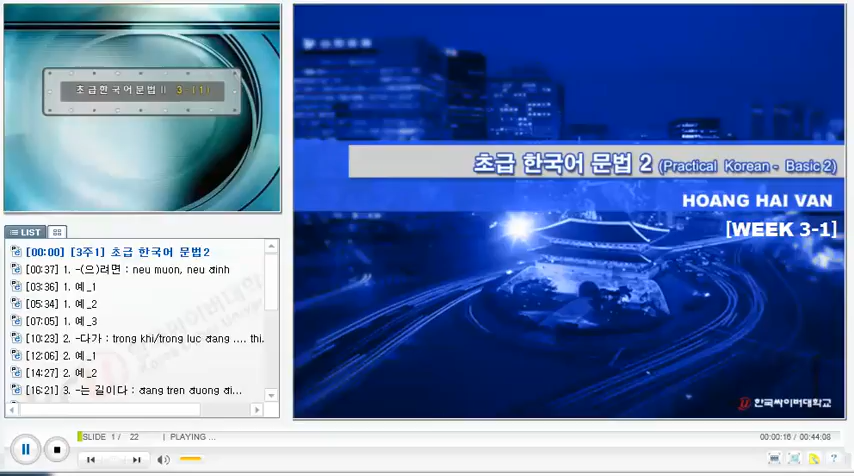 초급한국어문법 II 3 - (1)
초급 한국어 문법 2 (Practical Korean - Basic 2)
HOANG HAI VAN
[WEEK 3-1]
한국싸이버대학교
LIST
[00:00] [3주1] 초급 한국어 문법2
[00:37] 1. -(으)려면 : neu muon, neu dinh
[03:36] 1. 예_1
[05:34] 1. 예_2
[07:05] 1. 예_3
[10:23] 2. -다가 : trong khi/trong luc dang .... thi.
[12:06] 2. 예_1
[14:27] 2. 예_2
[16:21] 3. -는 길이다 : dang tren duong di...
SLIDE 1 / 22 | PLAYING ...
00:00:16 / 00:44:08